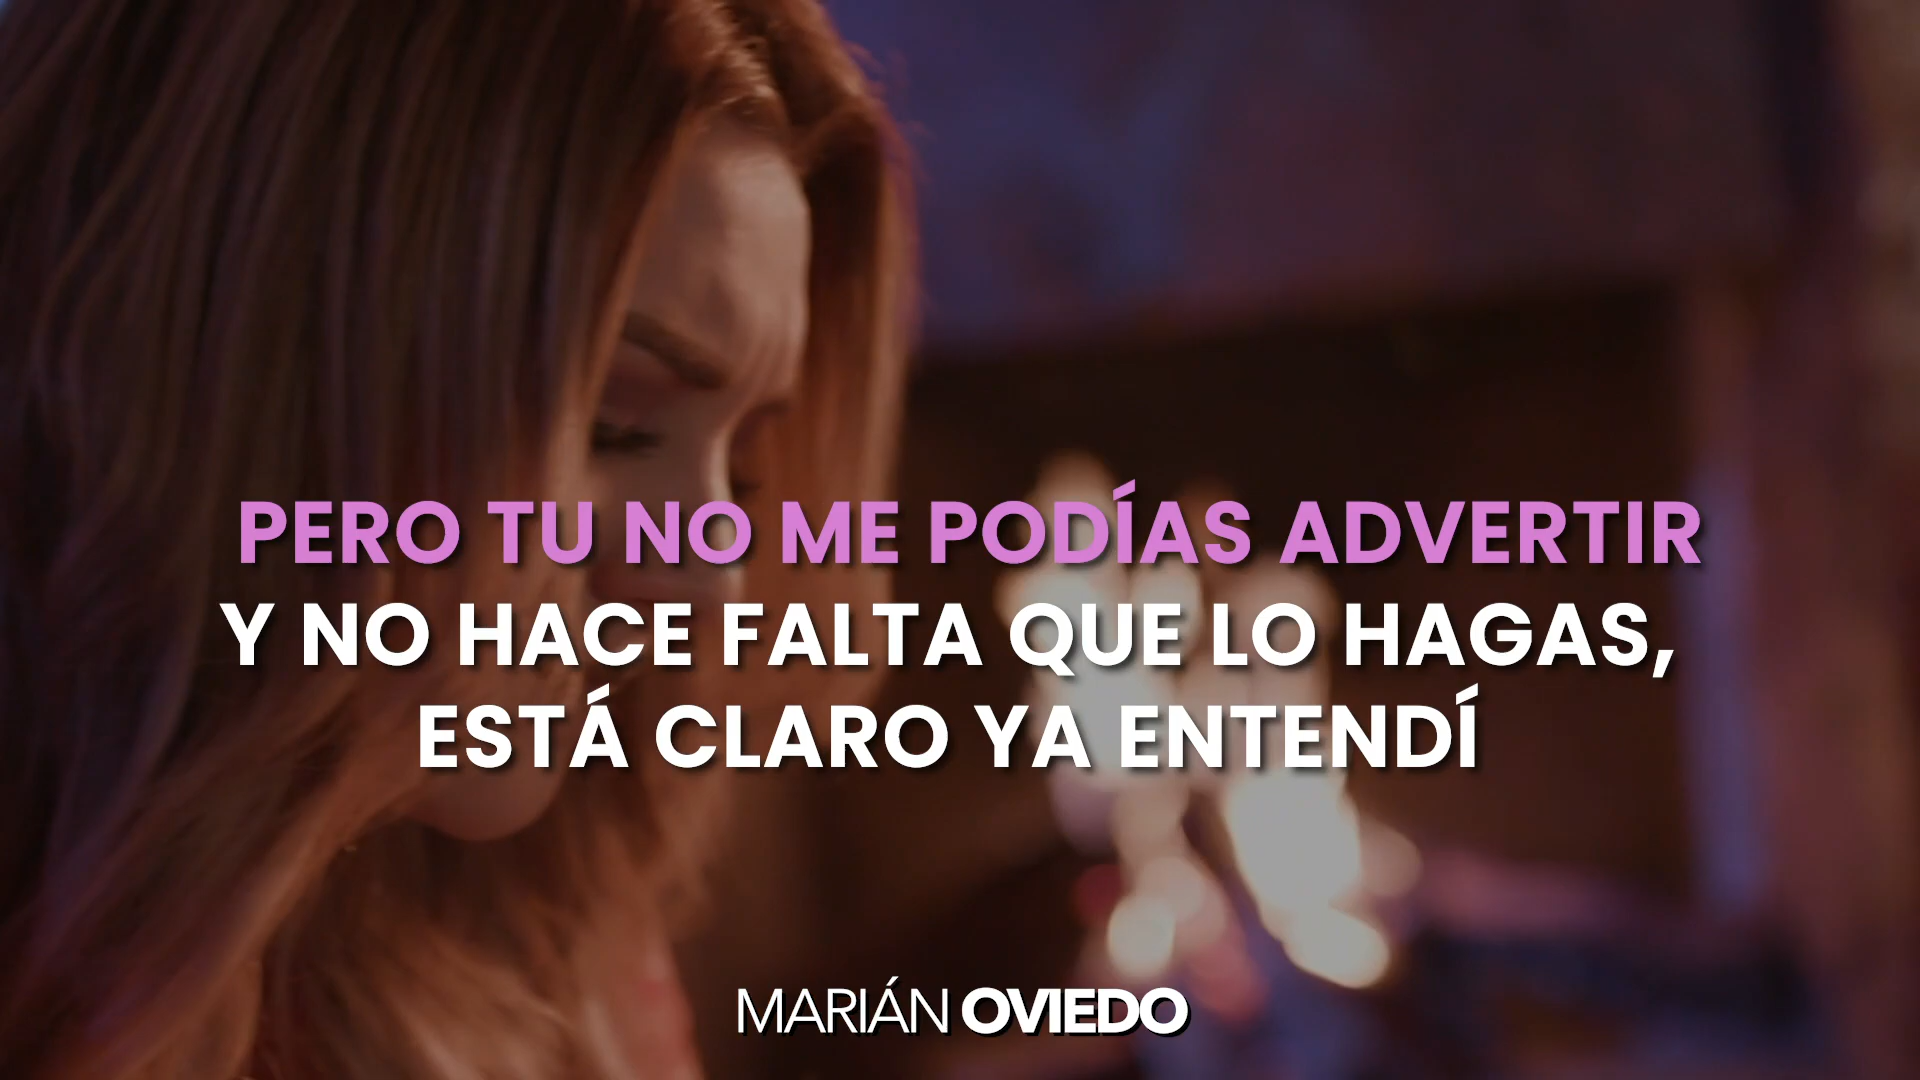 PERO TU NO ME PODÍAS ADVERTIR
Y NO HACE FALTA QUE LO HAGAS,
ESTÁ CLARO YA ENTENDÍ
MARIÁN OVIEDO